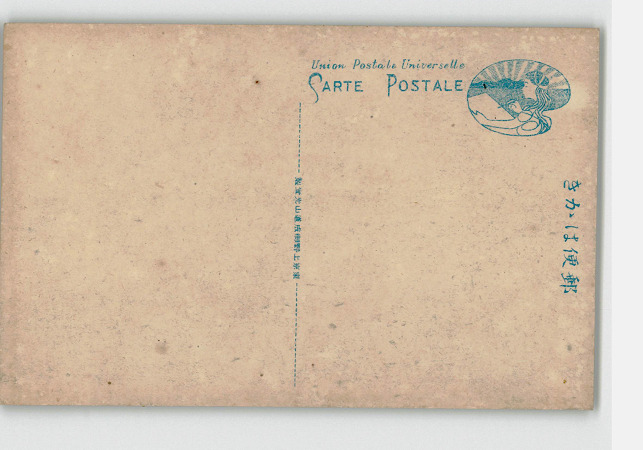 Union Postale Universelle
CARTE POSTALE
きかは便郵